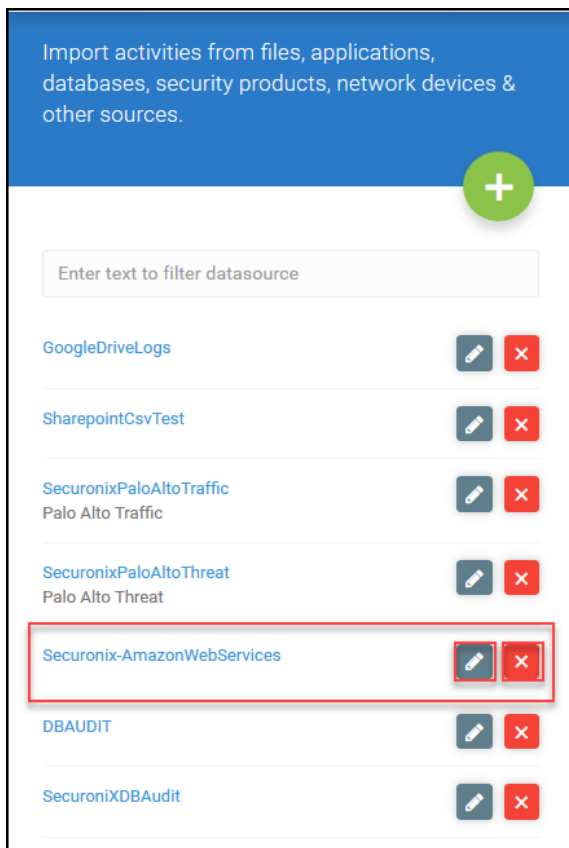 Import activities from files, applications,
databases, security products, network devices &
other sources.
Enter text to filter datasource
GoogleDriveLogs
SharepointCsvTest
SecuronixPaloAltoTraffic
Palo Alto Traffic
SecuronixPaloAltoThreat
Palo Alto Threat
Securonix-AmazonWebServices
DBAUDIT
SecuroniXDBAudit